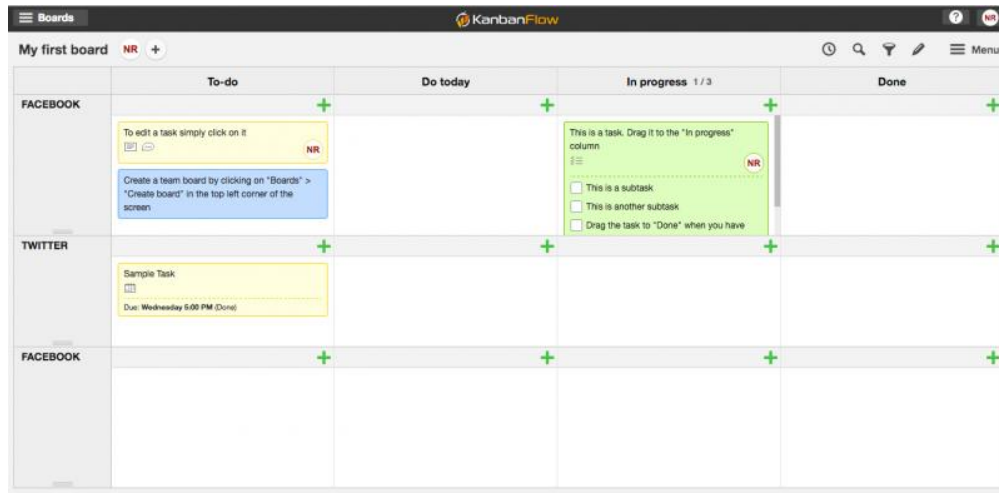 Boards
KanbanFlow
? NR
My first board NR +
Menu
To-do
Do today
In progress 1 / 3
Done
FACEBOOK
To edit a task simply click on it
NR
Create a team board by clicking on "Boards" >
"Create board" in the top left corner of the
screen
This is a task. Drag it to the "In progress"
column
NR
This is a subtask
This is another subtask
Drag the task to "Done" when you have
TWITTER
Sample Task
Due: Wednesday 5:00 PM (Done)
FACEBOOK